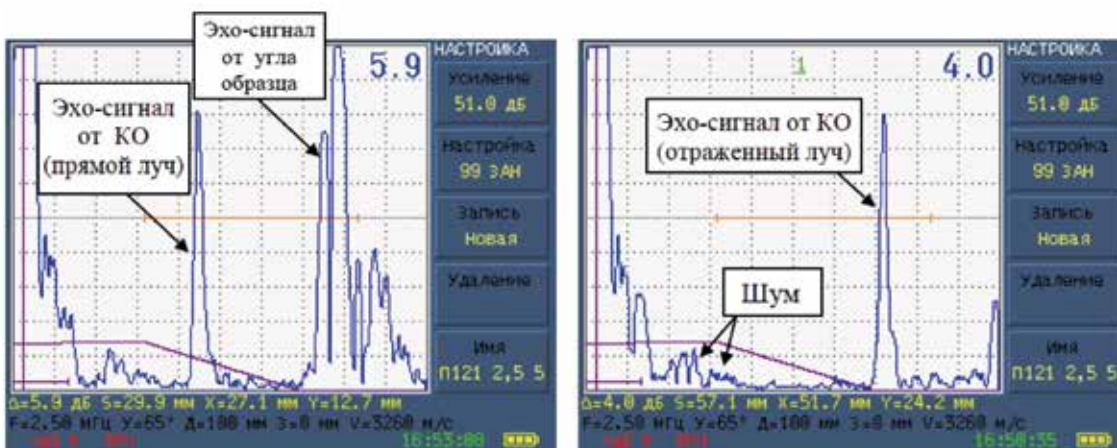 Эхо-сигнал
от угла
образца
Эхо-сигнал
от КО
(прямой луч)
5.9
НАСТРОЙКА
Усиление
51.0 дБ
Настройка
99 ЗАН
Запись
Новая
Удаление
Имя
П121 2,5 5
Δ=5.9 дБ S=29.9 мм X=27.1 мм Y=12.7 мм
F=2.50 МГц У=65° Д=100 мм З=0 мм V=3260 м/с
16:53:00
1
4.0
Эхо-сигнал от КО
(отраженный луч)
Шум
НАСТРОЙКА
Усиление
51.0 дБ
Настройка
99 ЗАН
Запись
Новая
Удаление
Имя
П121 2,5 5
Δ=4.0 дБ S=57.1 мм X=51.7 мм Y=24.2 мм
F=2.50 МГц У=65° Д=100 мм З=0 мм V=3260 м/с
16:50:35